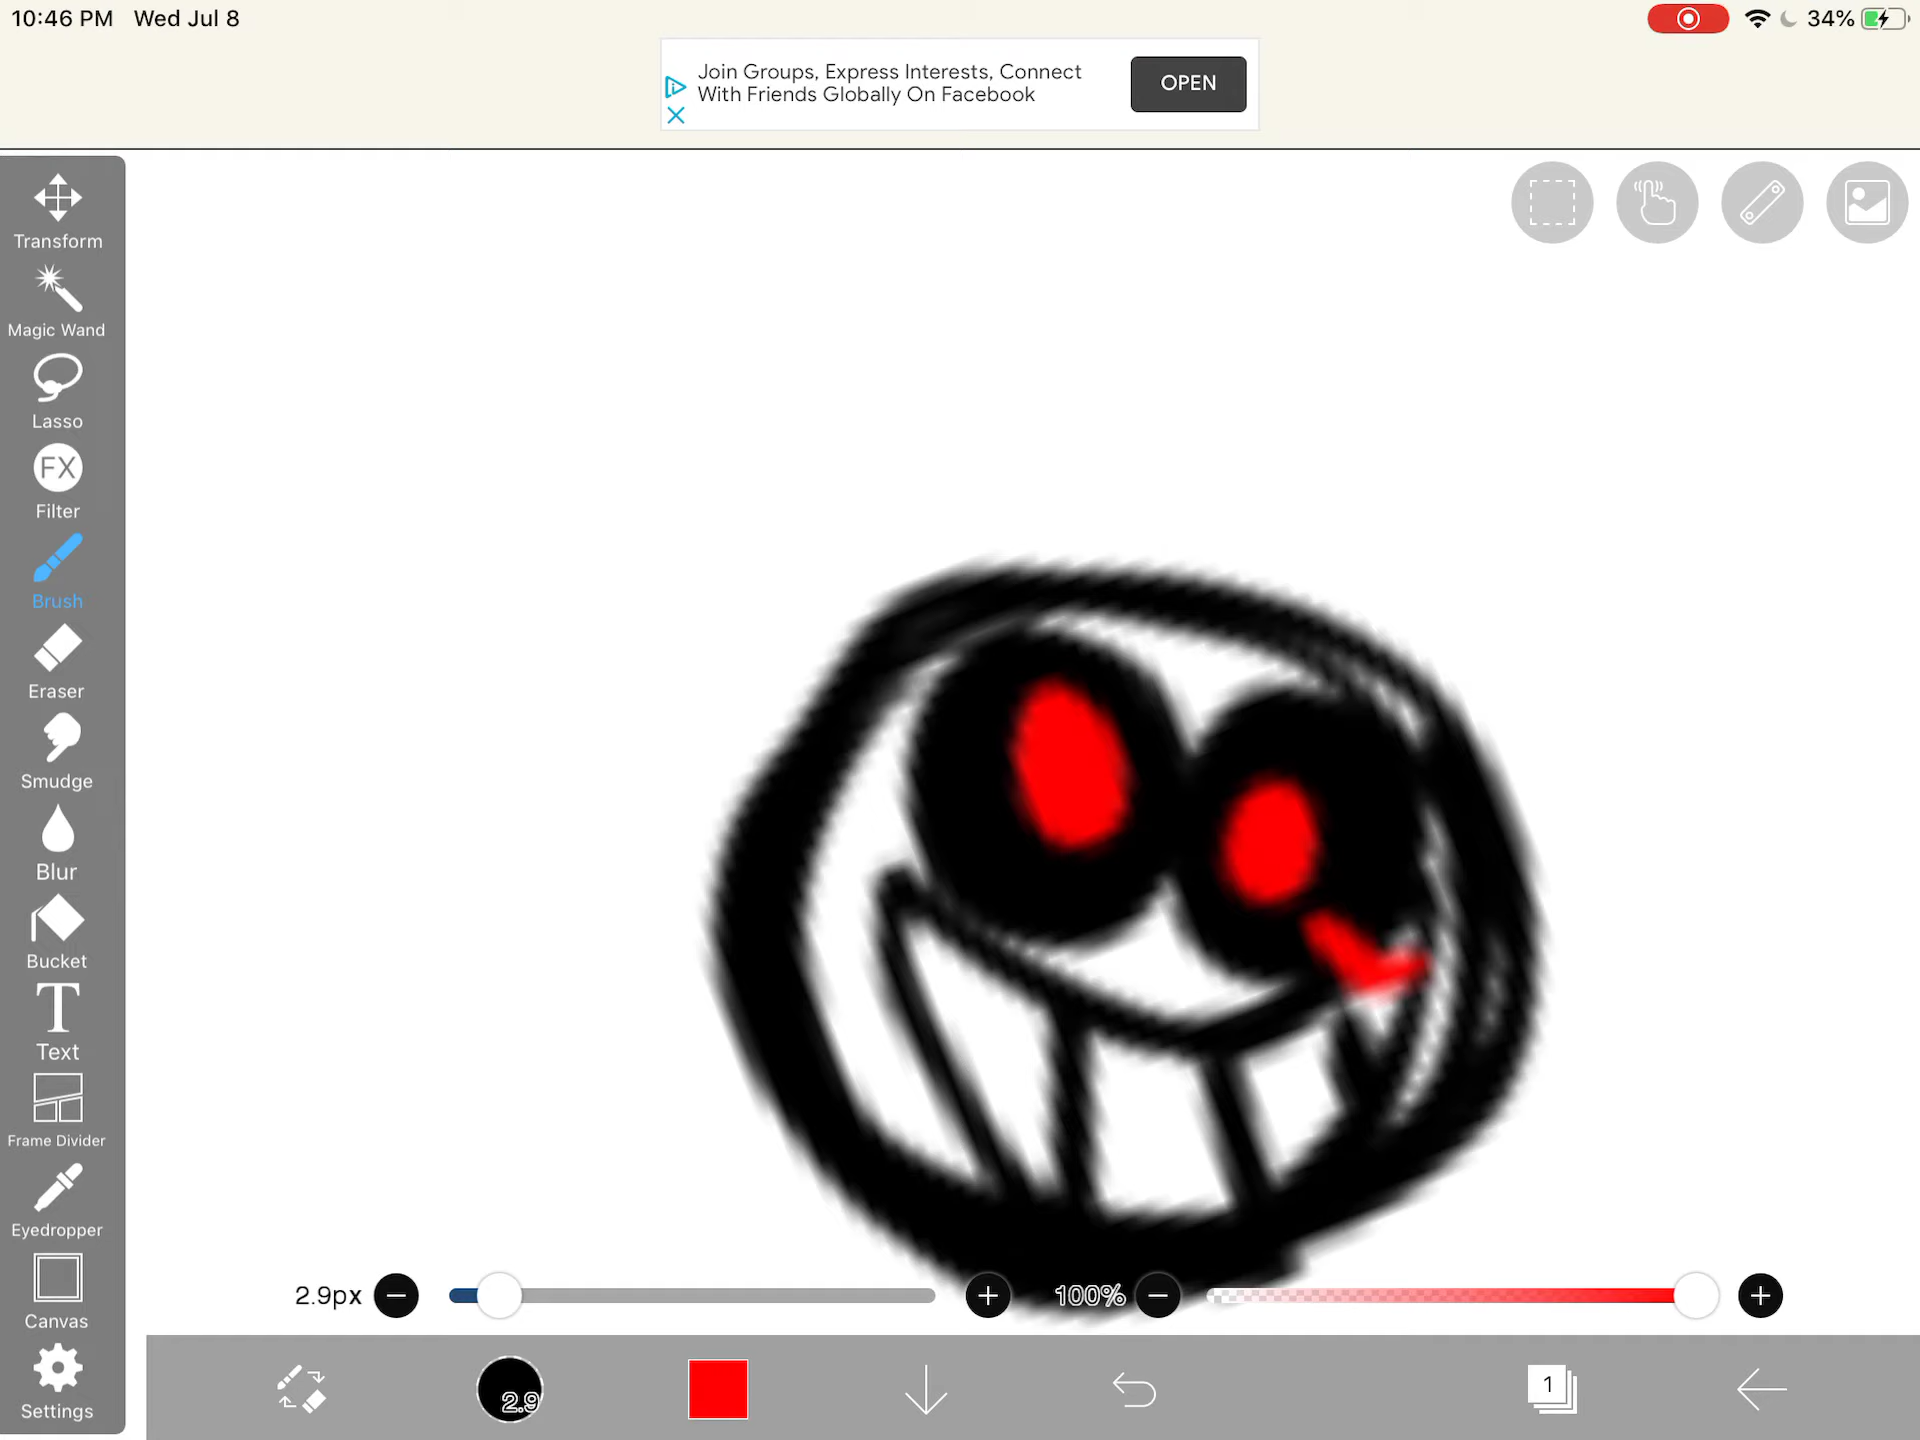 10:46 PM Wed Jul 8
34%
Join Groups, Express Interests, Connect
With Friends Globally On Facebook
OPEN
Transform
Magic Wand
Lasso
FX
Filter
Brush
Eraser
Smudge
Blur
Bucket
T
Text
Frame Divider
Eyedropper
Canvas
Settings
2.9px
100%
2.9
1